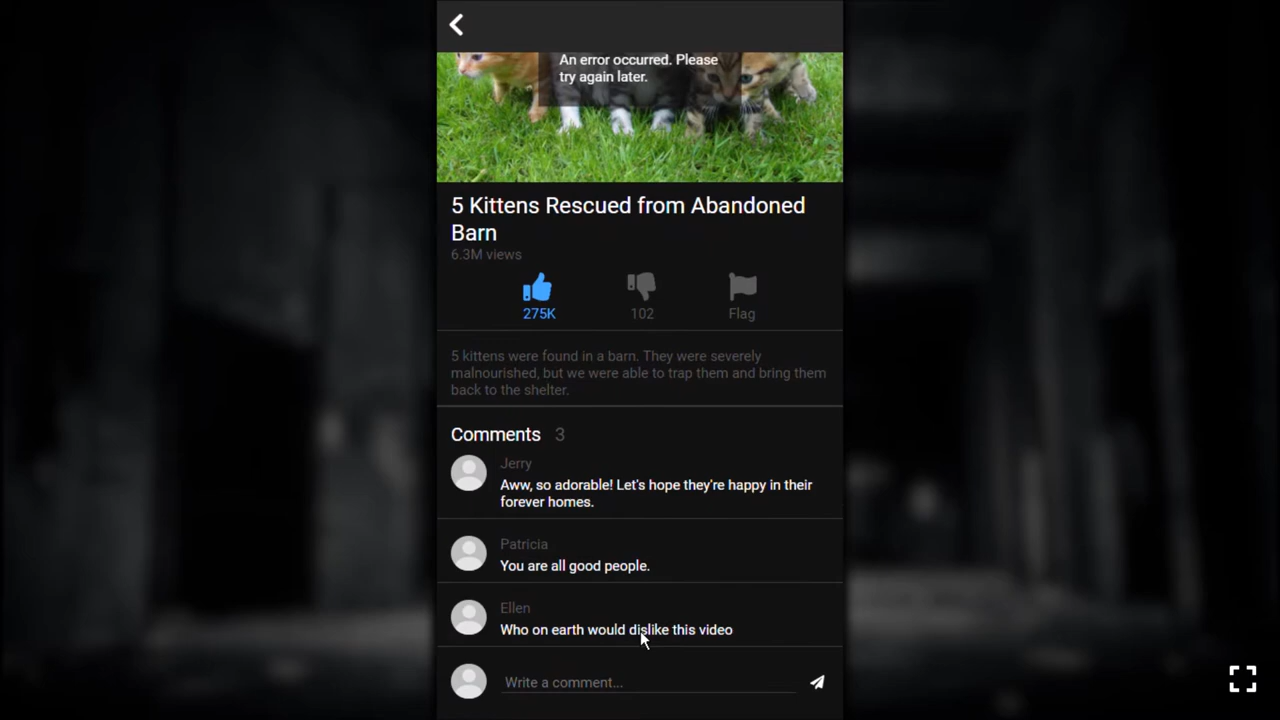 An error occurred. Please
try again later.
5 Kittens Rescued from Abandoned
Barn
6.3M views
275K
102
Flag
5 kittens were found in a barn. They were severely
malnourished, but we were able to trap them and bring them
back to the shelter.
Comments 3
Jerry
Aww, so adorable! Let's hope they're happy in their
forever homes.
Patricia
You are all good people.
Ellen
Who on earth would dislike this video
Write a comment...